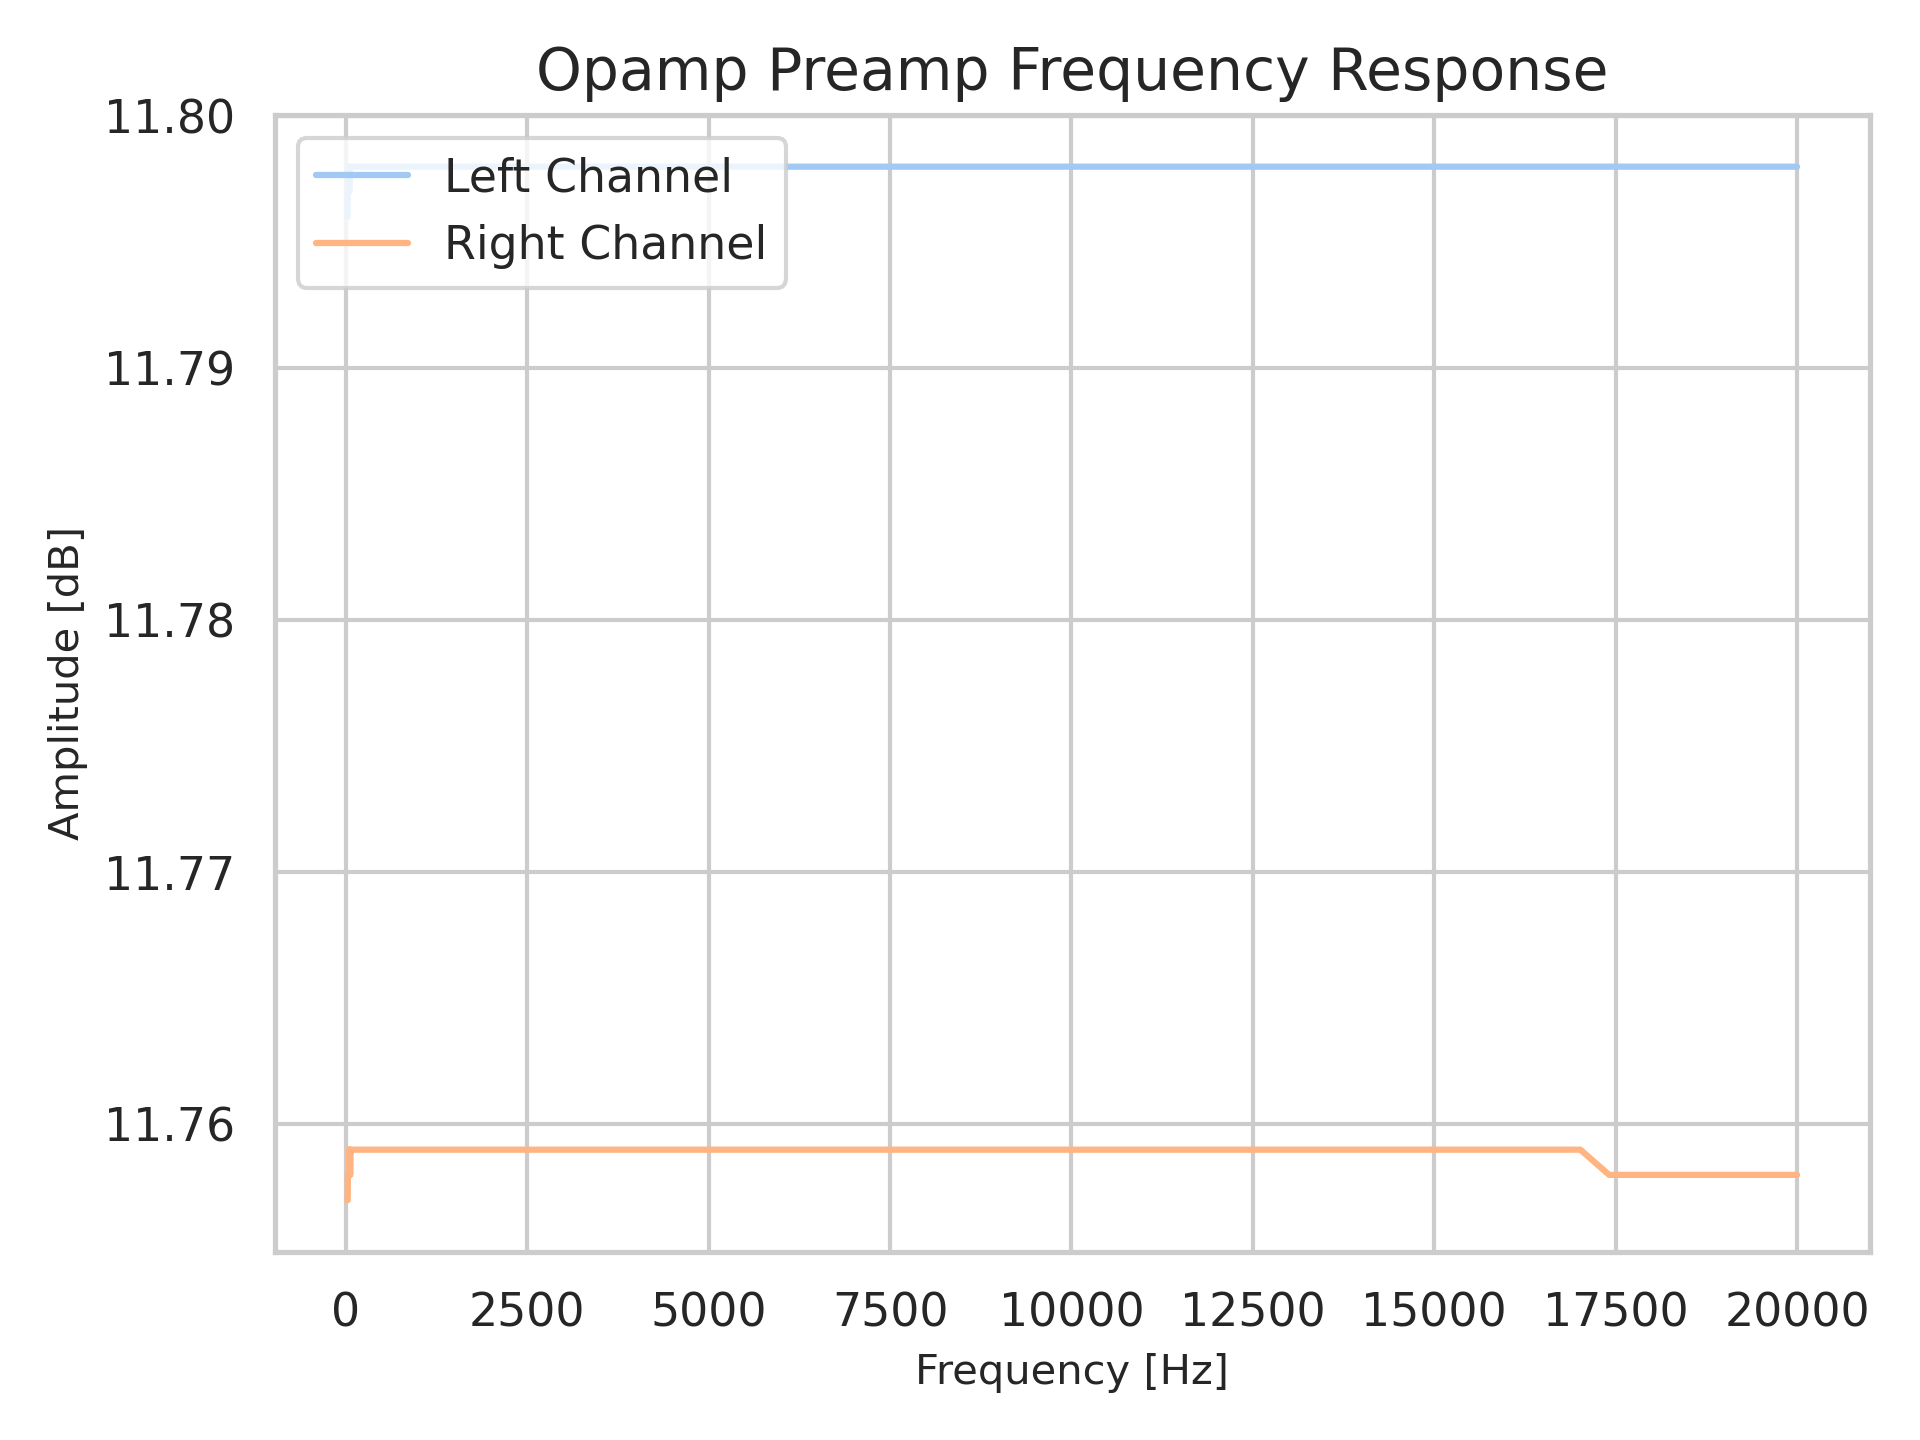 Opamp Preamp Frequency Response
11.80
11.79
11.78
11.77
11.76
Amplitude [dB]
Left Channel
Right Channel
0 2500 5000 7500 10000 12500 15000 17500 20000
Frequency [Hz]